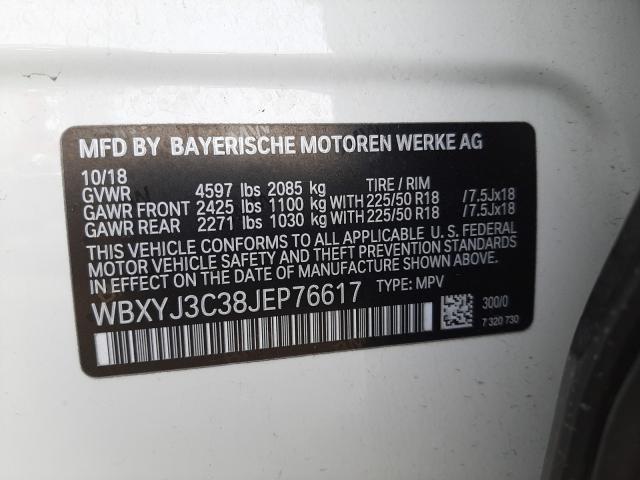 MFD BY BAYERISCHE MOTOREN WERKE AG
10/18
GVWR 4597 lbs 2085 kg TIRE / RIM
GAWR FRONT 2425 lbs 1100 kg WITH 225/50 R18 /7.5Jx18
GAWR REAR 2271 lbs 1030 kg WITH 225/50 R18 /7.5Jx18
THIS VEHICLE CONFORMS TO ALL APPLICABLE U.S. FEDERAL
MOTOR VEHICLE SAFETY AND THEFT PREVENTION STANDARDS
IN EFFECT ON THE DATE OF MANUFACTURE SHOWN ABOVE.
WBXYJ3C38JEP76617 TYPE: MPV
300/0
7 320 730